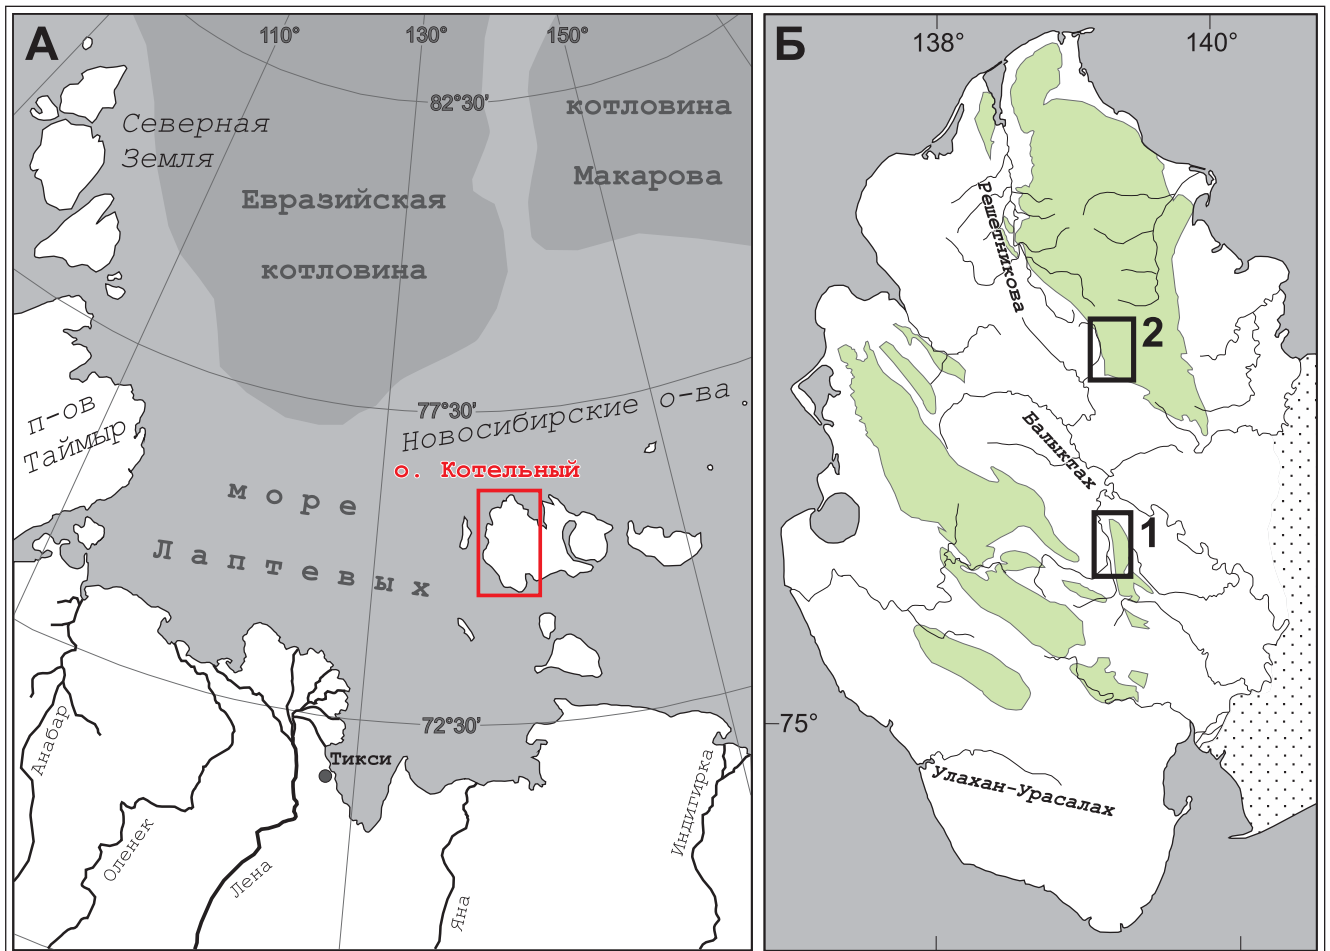 А
110°
130°
150°
82°30'
котловина
Макарова
Северная
Земля
Евразийская
котловина
п-ов
Таймыр
77°30'
Новосибирские о-ва
о. Котельный
море
Лаптевых
72°30'
Тикси
Анабар
Оленек
Лена
Яна
Индигирка
Б
138°
140°
Решетникова
2
Балыктах
1
75°
Улахан-Урасалах